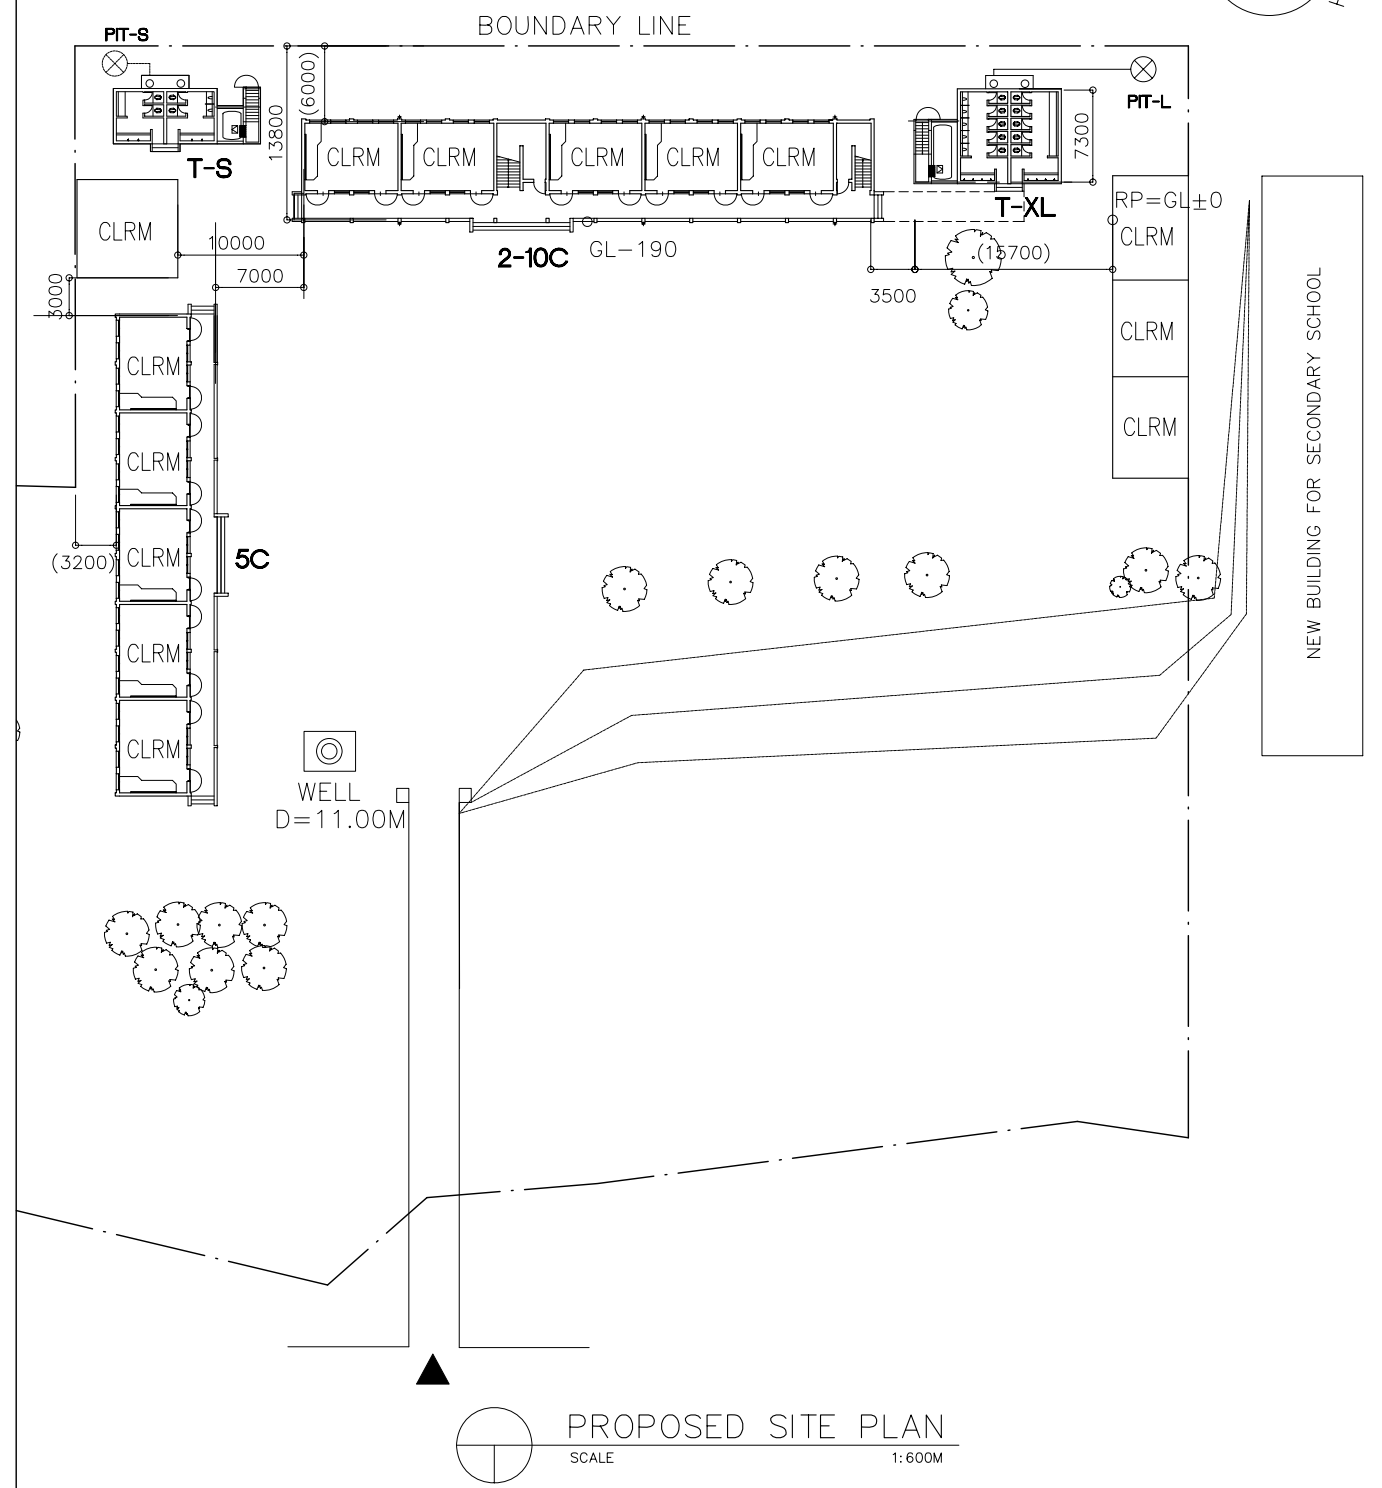 BOUNDARY LINE
PIT-S
(6000)
13800
PIT-L
7300
CLRM
CLRM
CLRM
CLRM
CLRM
T-S
T-XL
RP=GL±0
CLRM
10000
2-10C
GL-190
(15700)
CLRM
7000
3500
3000
CLRM
CLRM
CLRM
CLRM
CLRM
(3200)
5C
CLRM
CLRM
CLRM
NEW BUILDING FOR SECONDARY SCHOOL
WELL
D=11.00M
PROPOSED SITE PLAN
SCALE 1:600M